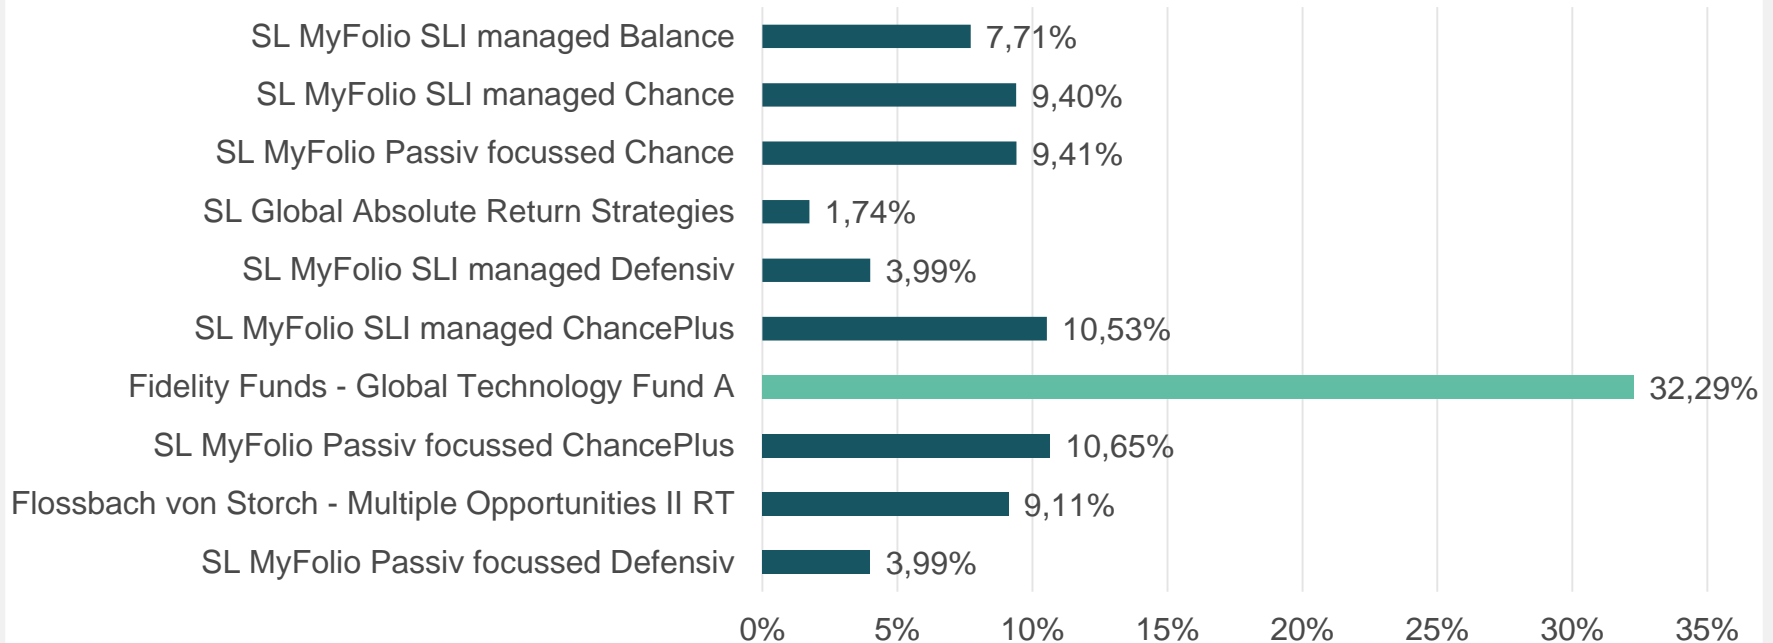 SL MyFolio SLI managed Balance 7,71%
SL MyFolio SLI managed Chance 9,40%
SL MyFolio Passiv focussed Chance 9,41%
SL Global Absolute Return Strategies 1,74%
SL MyFolio SLI managed Defensiv 3,99%
SL MyFolio SLI managed ChancePlus 10,53%
Fidelity Funds - Global Technology Fund A 32,29%
SL MyFolio Passiv focussed ChancePlus 10,65%
Flossbach von Storch - Multiple Opportunities II RT 9,11%
SL MyFolio Passiv focussed Defensiv 3,99%
0% 5% 10% 15% 20% 25% 30% 35%